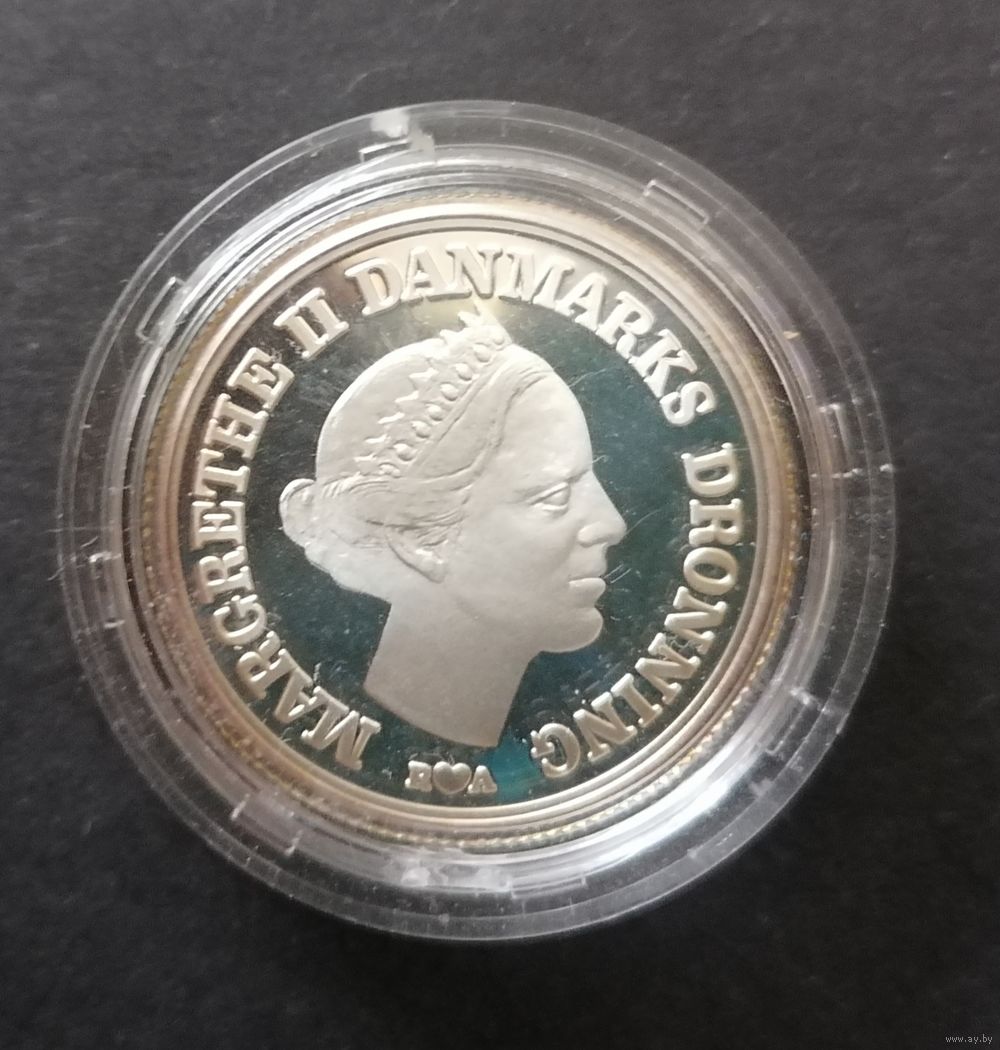 MARGRETHE II DANMARKS DRONNING
R♥A
www.ay.by